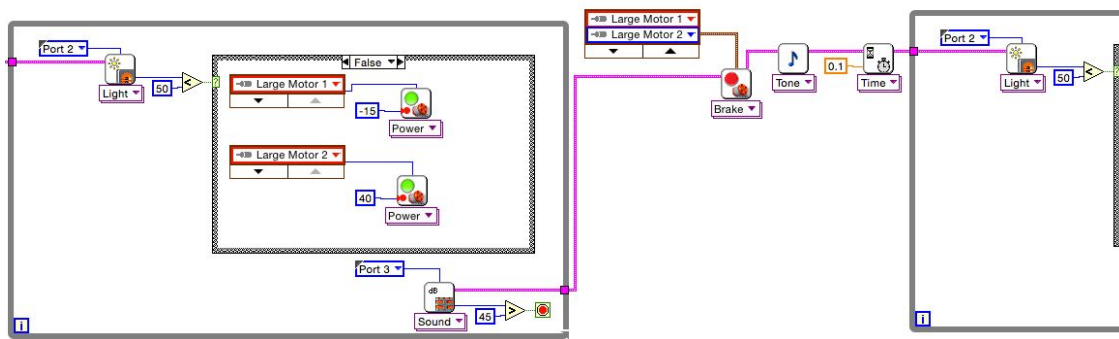 Port 2
Light
50
<
?
False
Large Motor 1
-15
Power
Large Motor 2
40
Power
Port 3
dB
Sound
45
>
i
Large Motor 1
Large Motor 2
Brake
Tone
0.1
Time
Port 2
Light
50
<
?
i